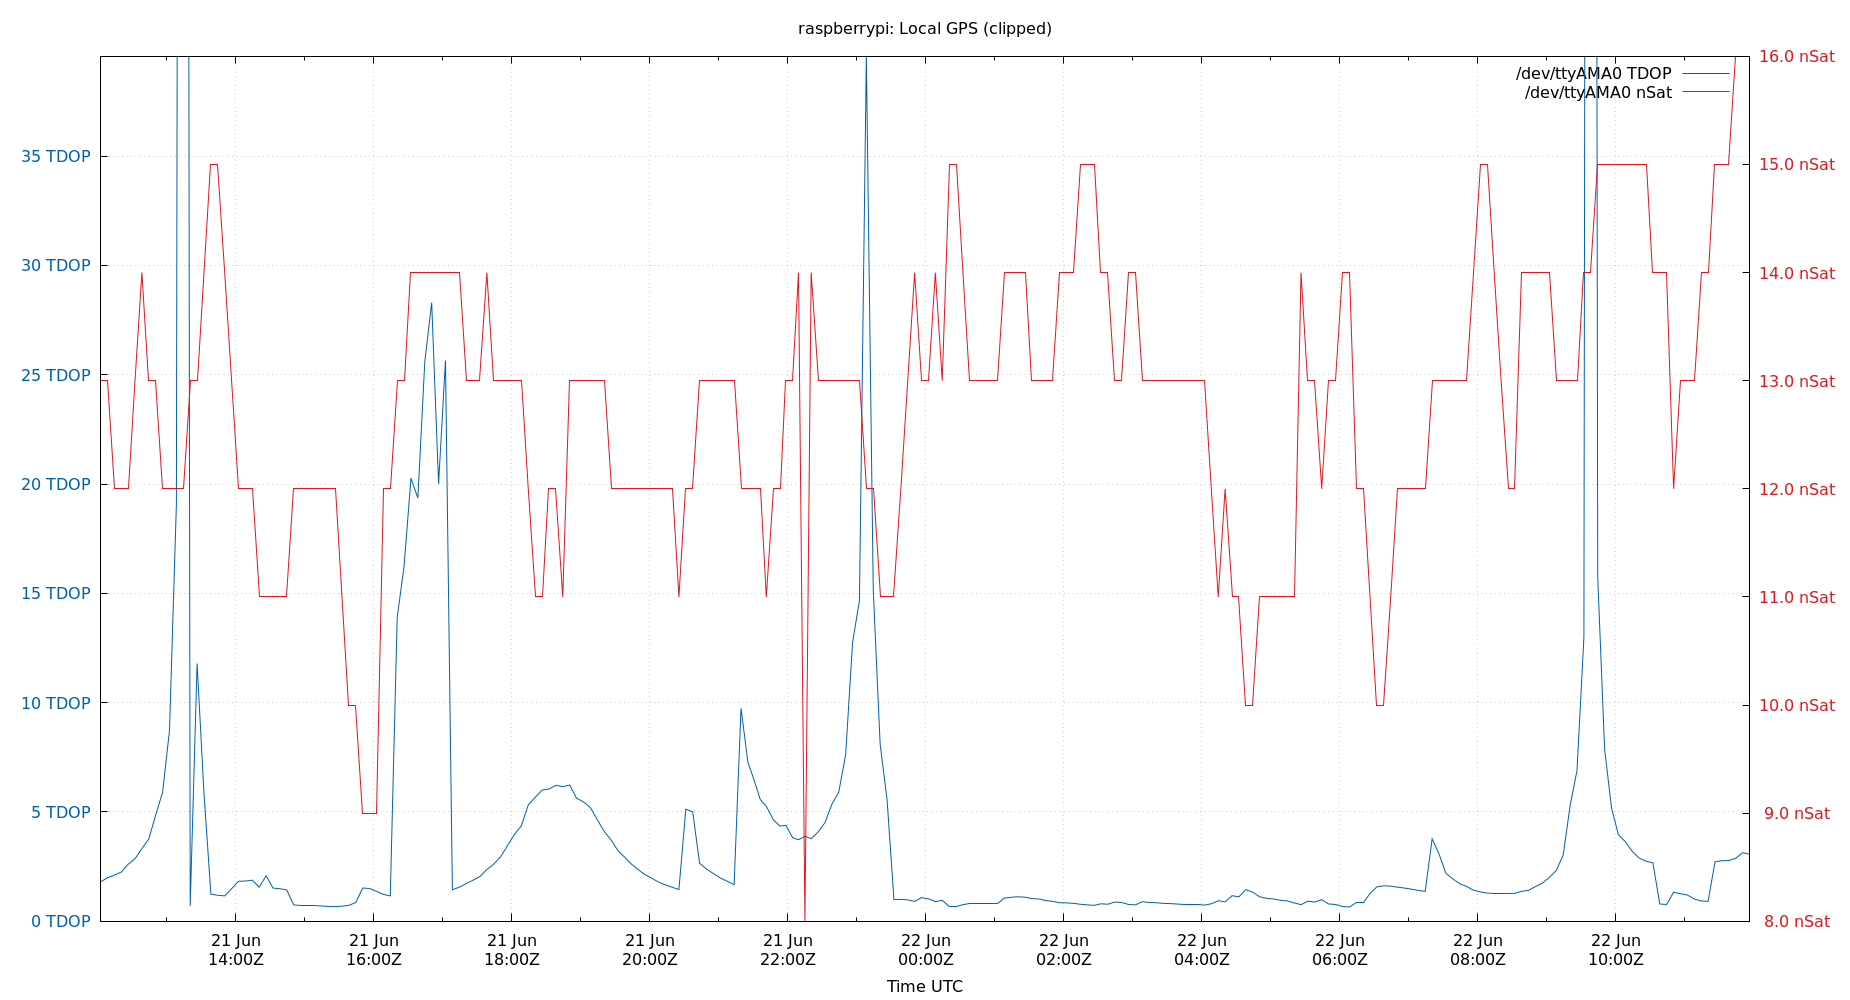 raspberrypi: Local GPS (clipped)
/dev/ttyAMA0 TDOP
/dev/ttyAMA0 nSat
35 TDOP
30 TDOP
25 TDOP
20 TDOP
15 TDOP
10 TDOP
5 TDOP
0 TDOP
16.0 nSat
15.0 nSat
14.0 nSat
13.0 nSat
12.0 nSat
11.0 nSat
10.0 nSat
9.0 nSat
8.0 nSat
21 Jun
14:00Z
21 Jun
16:00Z
21 Jun
18:00Z
21 Jun
20:00Z
21 Jun
22:00Z
22 Jun
00:00Z
22 Jun
02:00Z
22 Jun
04:00Z
22 Jun
06:00Z
22 Jun
08:00Z
22 Jun
10:00Z
Time UTC